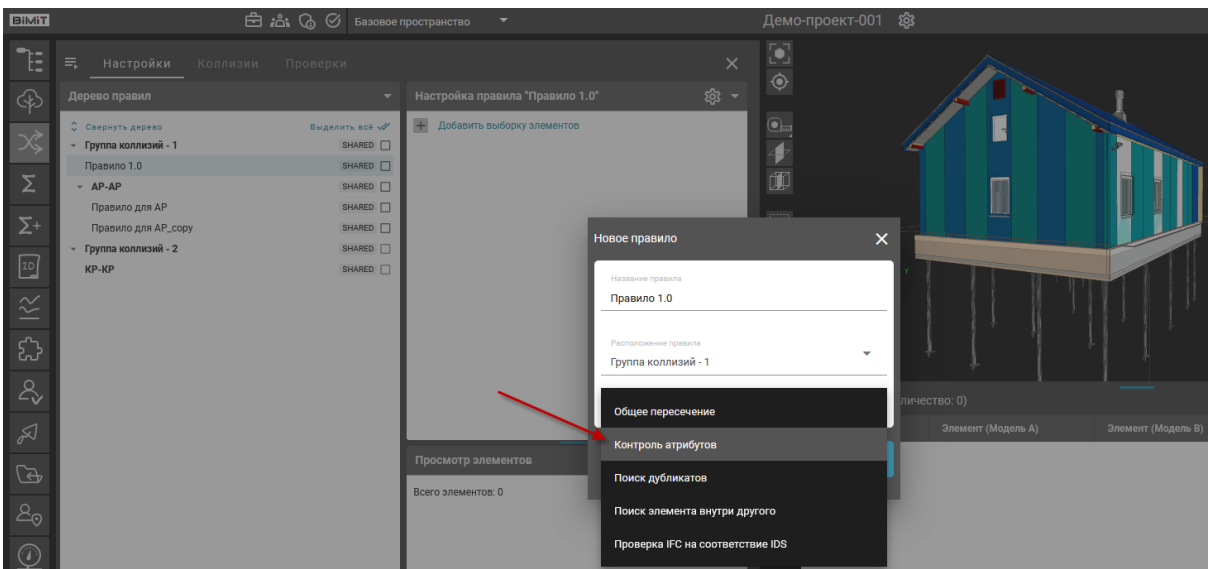 BIMIT
Базовое пространство
Демо-проект-001
Настройки Коллизии Проверки
Дерево правил
Настройка правила "Правило 1.0"
Свернуть дерево Выделить всё
Добавить выборку элементов
Группа коллизий - 1 SHARED
Правило 1.0 SHARED
АР-АР SHARED
Правило для АР SHARED
Правило для АР_copy SHARED
Группа коллизий - 2 SHARED
КР-КР SHARED
2D
Y
Новое правило
Название правила
Правило 1.0
Расположение правила
Группа коллизий - 1
Общее пересечение
Контроль атрибутов
Поиск дубликатов
Поиск элемента внутри другого
Проверка IFC на соответствие IDS
Просмотр элементов
Всего элементов: 0
личество: 0)
Элемент (Модель A) Элемент (Модель B)